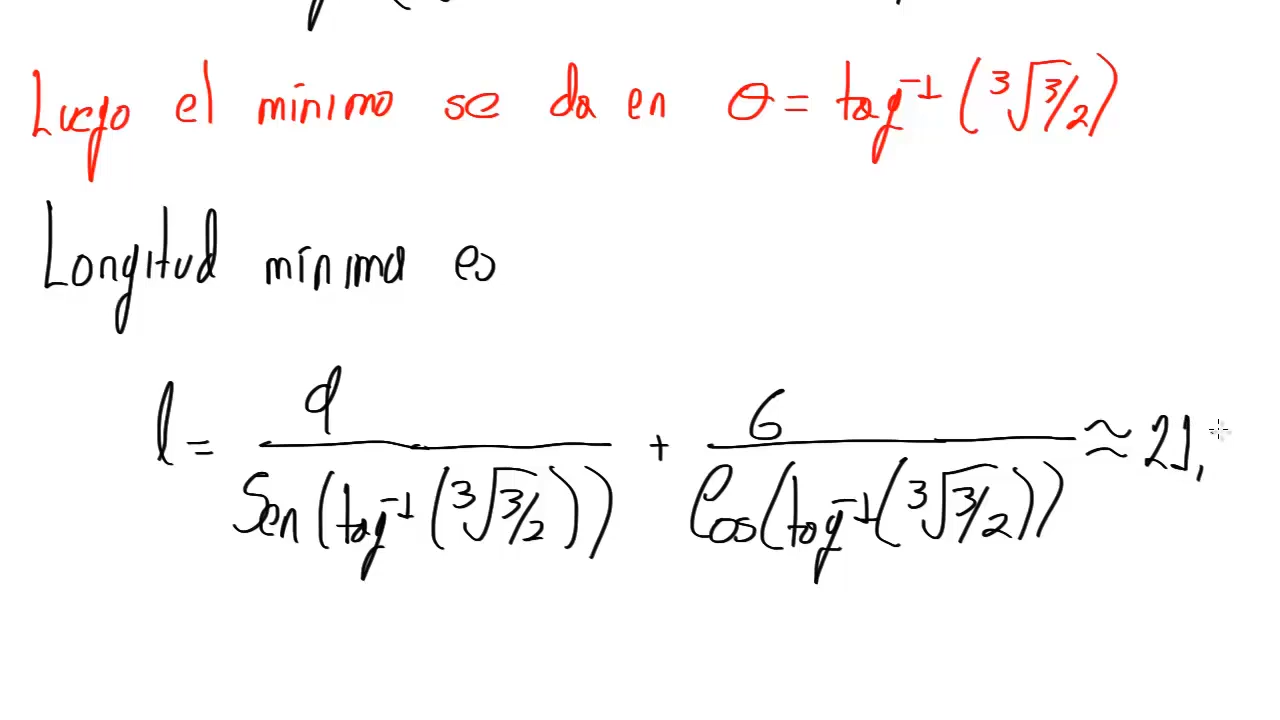 Luego el mínimo se da en θ = tag⁻¹ (∛3/2)
Longitud mínima es
l = 9 / Sen(tag⁻¹(∛3/2)) + 6 / Cos(tag⁻¹(∛3/2)) ≈ 21,